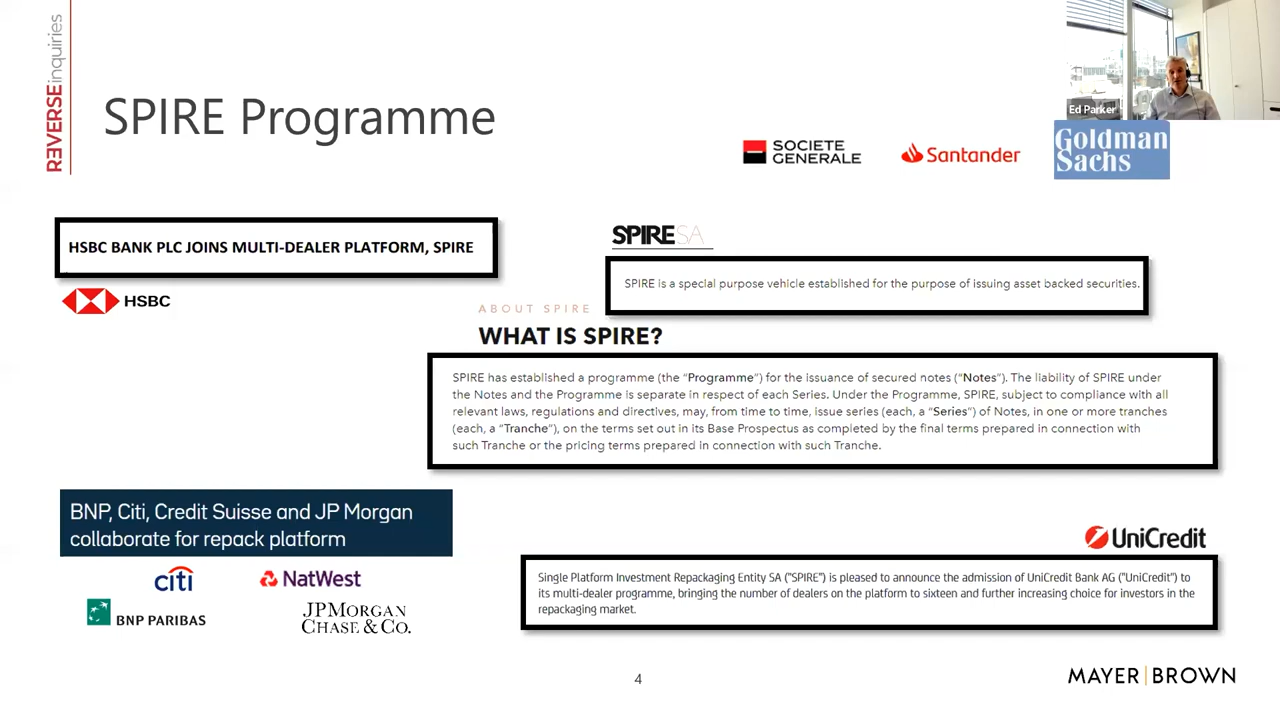 REVERSEinquiries
SPIRE Programme
Ed Parker
SOCIETE
GENERALE
Santander
Goldman
Sachs
HSBC BANK PLC JOINS MULTI-DEALER PLATFORM, SPIRE
HSBC
SPIRESA
SPIRE is a special purpose vehicle established for the purpose of issuing asset backed securities.
ABOUT SPIRE
WHAT IS SPIRE?
SPIRE has established a programme (the “Programme”) for the issuance of secured notes (“Notes”). The liability of SPIRE under
the Notes and the Programme is separate in respect of each Series. Under the Programme, SPIRE, subject to compliance with all
relevant laws, regulations and directives, may, from time to time, issue series (each, a “Series”) of Notes, in one or more tranches
(each, a “Tranche”), on the terms set out in its Base Prospectus as completed by the final terms prepared in connection with
such Tranche or the pricing terms prepared in connection with such Tranche.
BNP, Citi, Credit Suisse and JP Morgan
collaborate for repack platform
citi
NatWest
BNP PARIBAS
JPMORGAN
CHASE & CO.
UniCredit
Single Platform Investment Repackaging Entity SA ("SPIRE") is pleased to announce the admission of UniCredit Bank AG ("UniCredit") to
its multi-dealer programme, bringing the number of dealers on the platform to sixteen and further increasing choice for investors in the
repackaging market.
4
MAYER BROWN